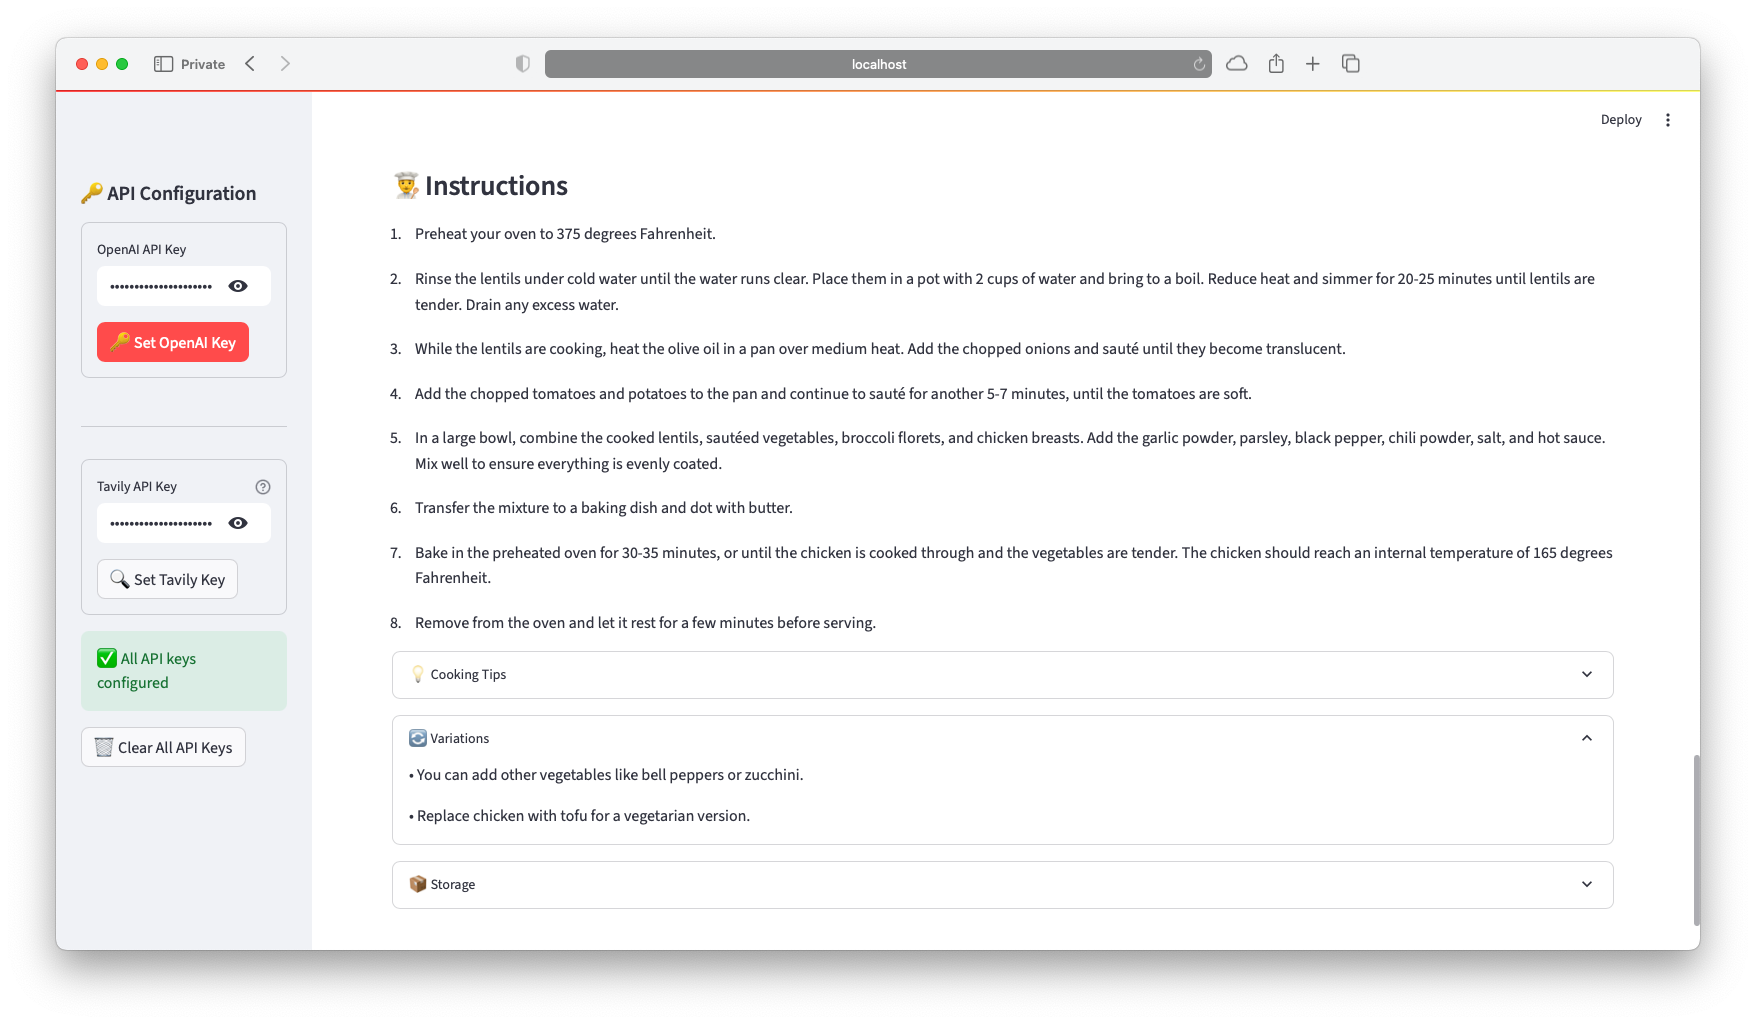 Private
localhost
Deploy
API Configuration
OpenAI API Key
Set OpenAI Key
Tavily API Key
Set Tavily Key
All API keys
configured
Clear All API Keys
Instructions
1. Preheat your oven to 375 degrees Fahrenheit.
2. Rinse the lentils under cold water until the water runs clear. Place them in a pot with 2 cups of water and bring to a boil. Reduce heat and simmer for 20-25 minutes until lentils are
tender. Drain any excess water.
3. While the lentils are cooking, heat the olive oil in a pan over medium heat. Add the chopped onions and sauté until they become translucent.
4. Add the chopped tomatoes and potatoes to the pan and continue to sauté for another 5-7 minutes, until the tomatoes are soft.
5. In a large bowl, combine the cooked lentils, sautéed vegetables, broccoli florets, and chicken breasts. Add the garlic powder, parsley, black pepper, chili powder, salt, and hot sauce.
Mix well to ensure everything is evenly coated.
6. Transfer the mixture to a baking dish and dot with butter.
7. Bake in the preheated oven for 30-35 minutes, or until the chicken is cooked through and the vegetables are tender. The chicken should reach an internal temperature of 165 degrees
Fahrenheit.
8. Remove from the oven and let it rest for a few minutes before serving.
Cooking Tips
Variations
• You can add other vegetables like bell peppers or zucchini.
• Replace chicken with tofu for a vegetarian version.
Storage